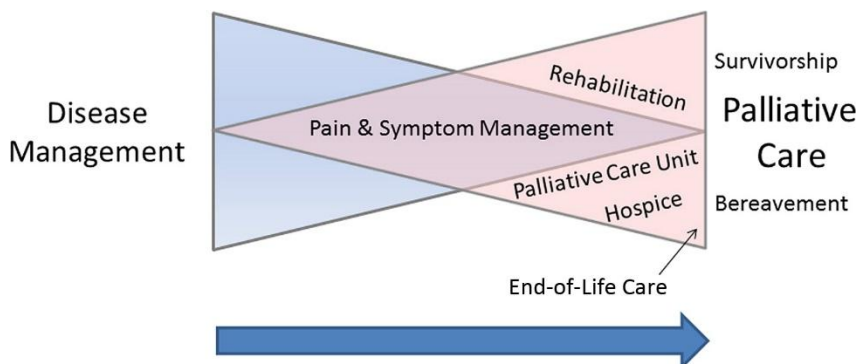 Disease
Management
Pain & Symptom Management
Rehabilitation
Palliative Care Unit
Hospice
End-of-Life Care
Survivorship
Palliative
Care
Bereavement